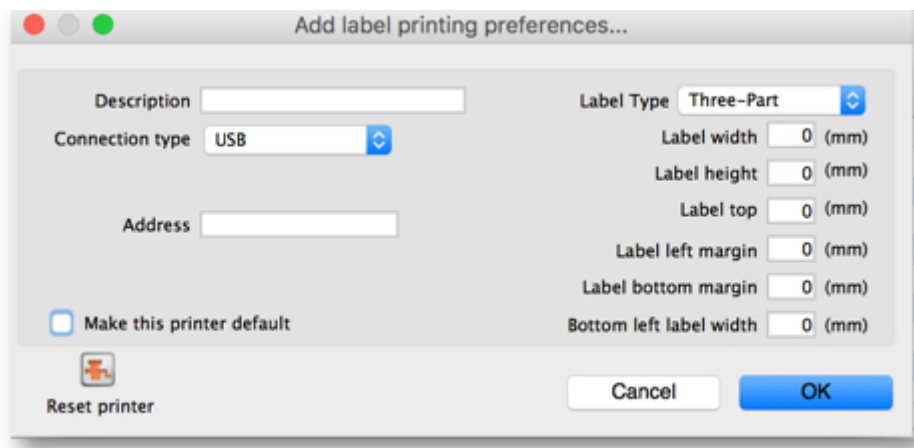 Add label printing preferences...
Description
Label Type Three-Part
Connection type USB
Label width 0 (mm)
Label height 0 (mm)
Address
Label top 0 (mm)
Label left margin 0 (mm)
Label bottom margin 0 (mm)
Make this printer default
Bottom left label width 0 (mm)
Reset printer
Cancel OK